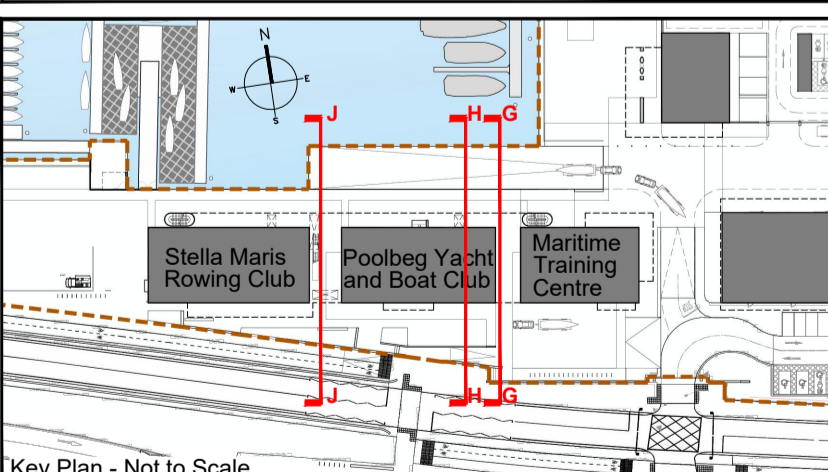 N
W
E
S
J
H
G
Stella Maris
Rowing Club
Poolbeg Yacht
and Boat Club
Maritime
Training
Centre
J
H
G
Key Plan - Not to Scale